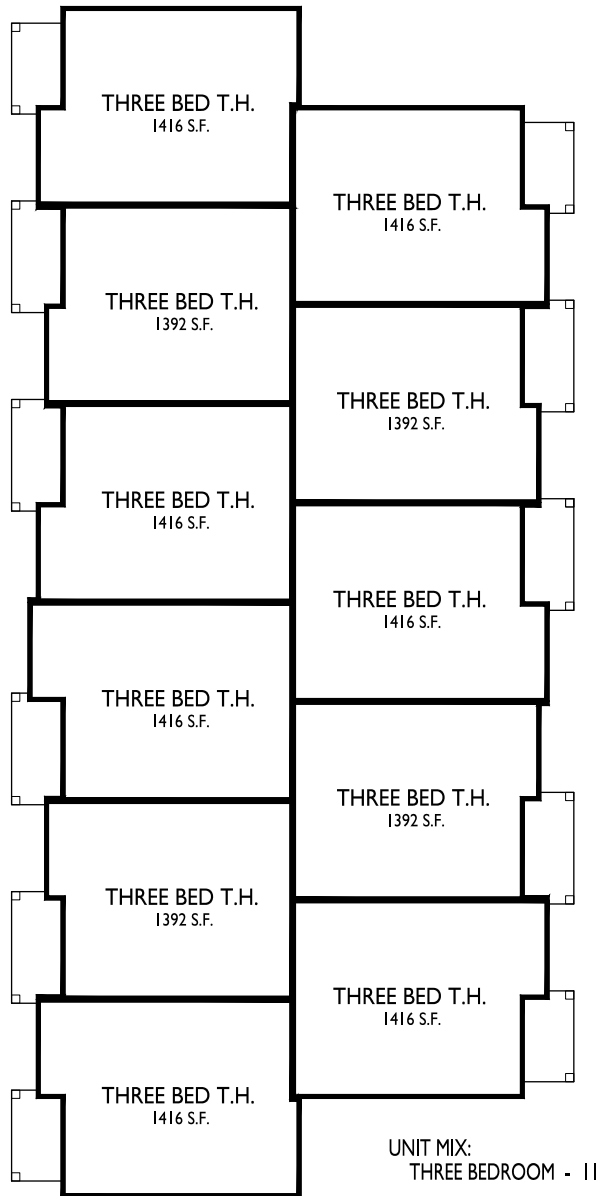 THREE BED T.H.
1416 S.F.
THREE BED T.H.
1416 S.F.
THREE BED T.H.
1392 S.F.
THREE BED T.H.
1392 S.F.
THREE BED T.H.
1416 S.F.
THREE BED T.H.
1416 S.F.
THREE BED T.H.
1416 S.F.
THREE BED T.H.
1392 S.F.
THREE BED T.H.
1392 S.F.
THREE BED T.H.
1416 S.F.
THREE BED T.H.
1416 S.F.
UNIT MIX:
THREE BEDROOM - 11